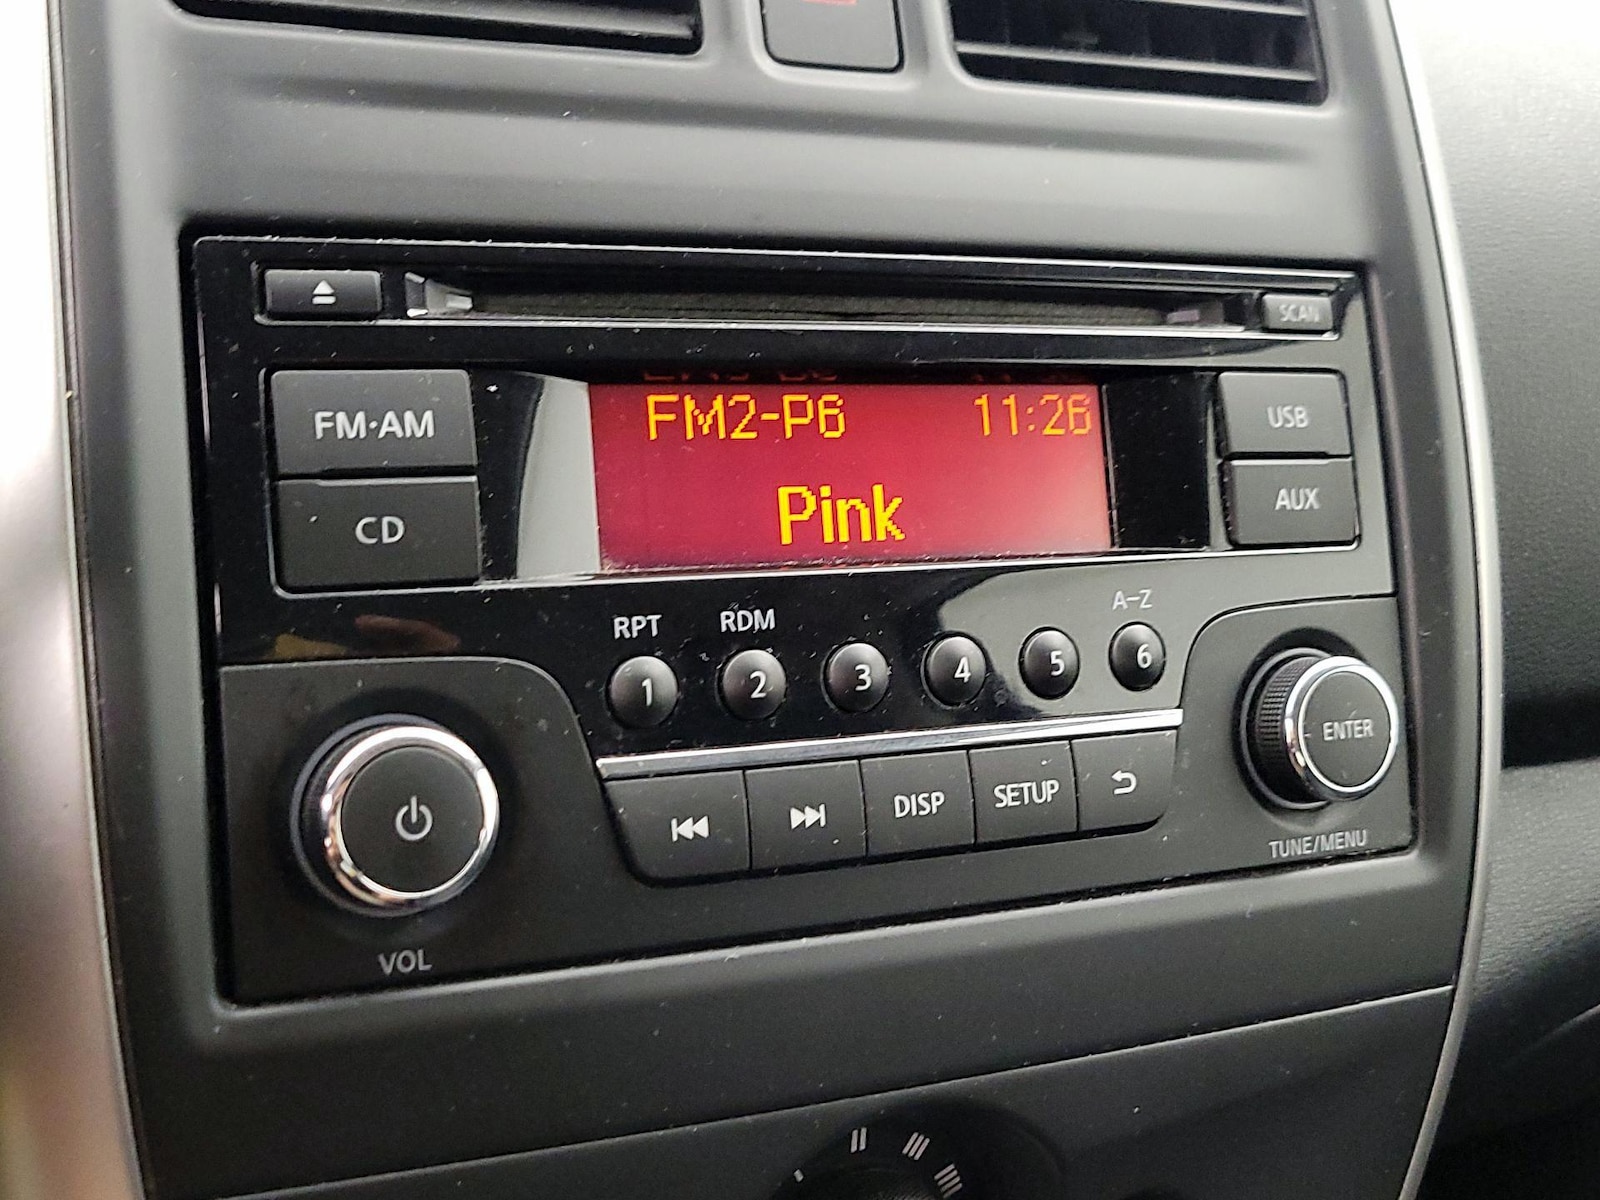 SCAN
FM·AM
FM2-P6 11:26
USB
CD
Pink
AUX
RPT RDM A-Z
1 2 3 4 5 6
ENTER
DISP SETUP
TUNE/MENU
VOL